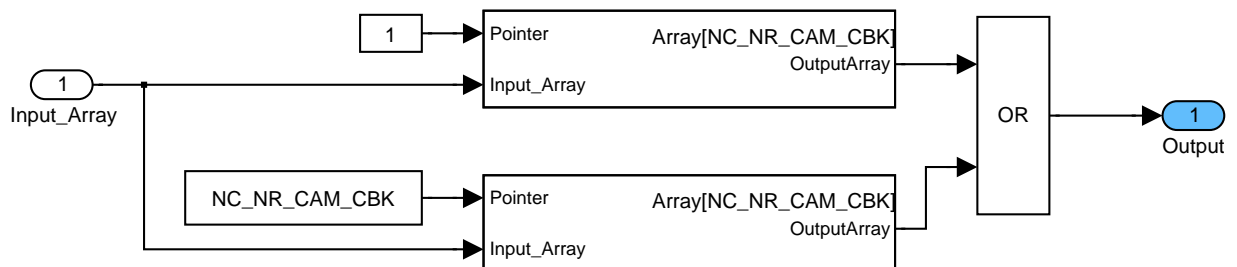 1
Pointer
Array[NC_NR_CAM_CBK]
OutputArray
1
Input_Array
Input_Array
OR
1
Output
NC_NR_CAM_CBK
Pointer
Array[NC_NR_CAM_CBK]
OutputArray
Input_Array